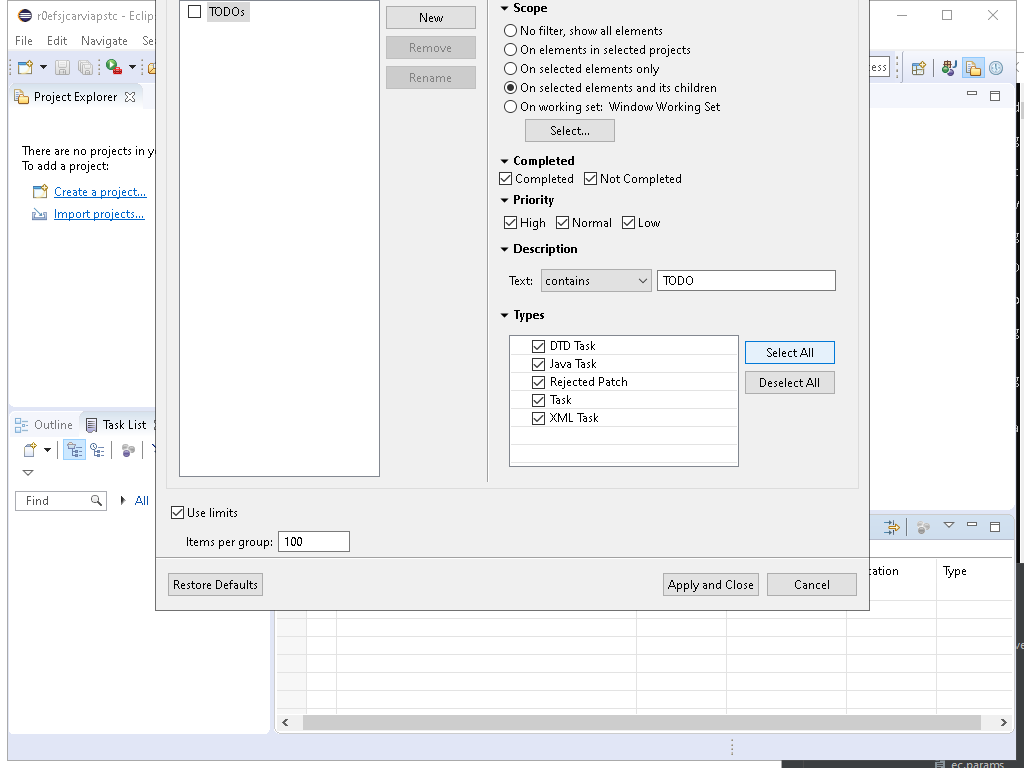 r0efsjcarviapstc - Eclip
File Edit Navigate Se
Project Explorer
There are no projects in y
To add a project:
Create a project...
Import projects...
Outline Task List
Find All
TODOs
New
Remove
Rename
Scope
No filter, show all elements
On elements in selected projects
On selected elements only
On selected elements and its children
On working set: Window Working Set
Select...
Completed
Completed Not Completed
Priority
High Normal Low
Description
Text: contains TODO
Types
DTD Task
Java Task
Rejected Patch
Task
XML Task
Select All
Deselect All
Use limits
Items per group: 100
Restore Defaults Apply and Close Cancel
ess
cation Type
ec.params